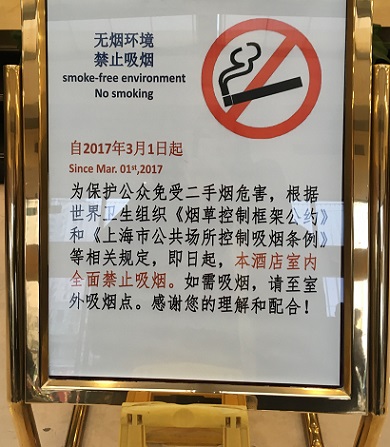 无烟环境
禁止吸烟
smoke-free environment
No smoking
自2017年3月1日起
Since Mar. 01st,2017
为保护公众免受二手烟危害，根据
世界卫生组织《烟草控制框架公约》
和《上海市公共场所控制吸烟条例》
等相关规定，即日起，本酒店室内
全面禁止吸烟。如需吸烟，请至室
外吸烟点。感谢您的理解和配合！